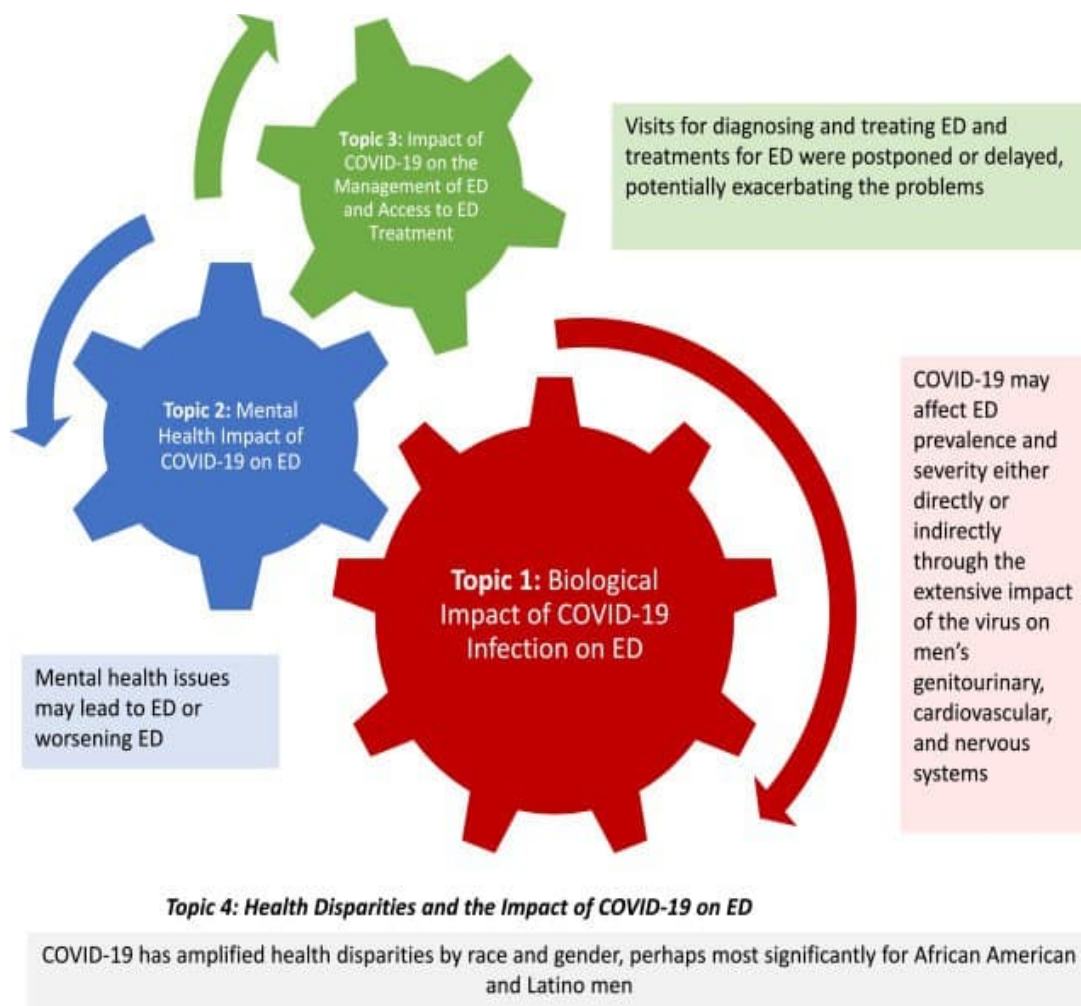 Topic 3: Impact of
COVID-19 on the
Management of ED
and Access to ED
Treatment
Visits for diagnosing and treating ED and
treatments for ED were postponed or delayed,
potentially exacerbating the problems
Topic 2: Mental
Health Impact of
COVID-19 on ED
Mental health issues
may lead to ED or
worsening ED
Topic 1: Biological
Impact of COVID-19
Infection on ED
COVID-19 may
affect ED
prevalence and
severity either
directly or
indirectly
through the
extensive impact
of the virus on
men's
genitourinary,
cardiovascular,
and nervous
systems
Topic 4: Health Disparities and the Impact of COVID-19 on ED
COVID-19 has amplified health disparities by race and gender, perhaps most significantly for African American
and Latino men